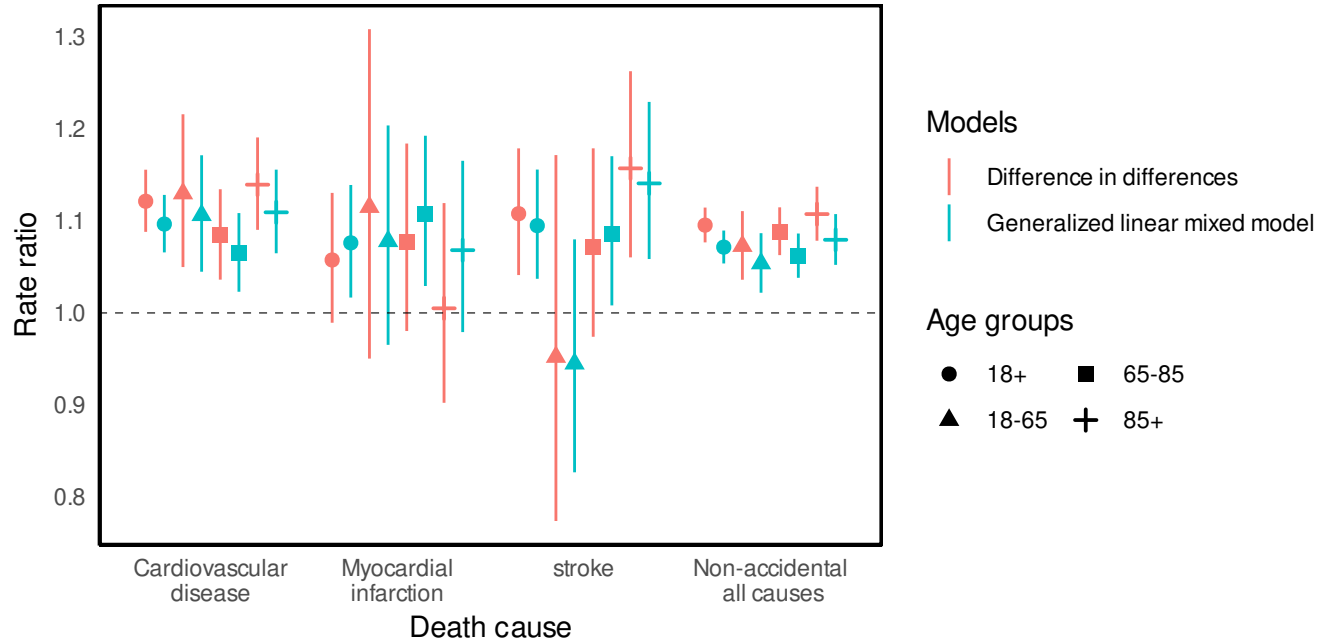 1.3
1.2
1.1
1.0
0.9
0.8
Rate ratio
Cardiovascular
disease
Myocardial
infarction
stroke
Non-accidental
all causes
Death cause
Models
Difference in differences
Generalized linear mixed model
Age groups
18+
65-85
18-65
85+